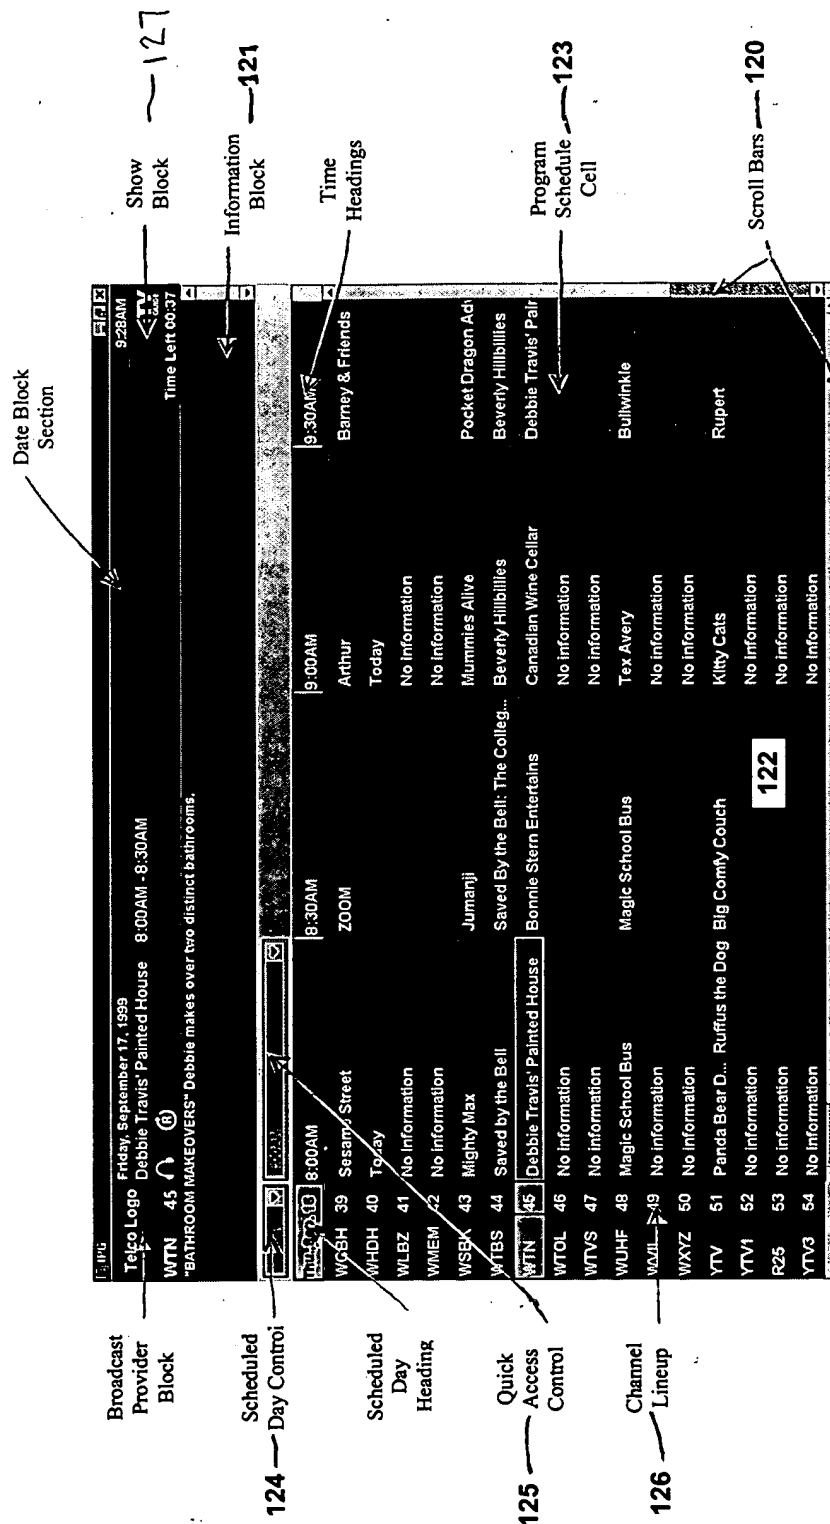 Date Block
Section
Show
Block
127
Information
Block
121
Time
Headings
Program
Schedule
Cell
123
Scroll Bars
120
Broadcast
Provider
Block
Scheduled
Day Control
124
Scheduled
Day
Heading
Quick
Access
Control
125
Channel
Lineup
126
IPG
Telco Logo Friday, September 17, 1999 9:28AM
Debbie Travis' Painted House 8:00AM - 8:30AM
WTN 45 R Time Left 00:37
"BATHROOM MAKEOVERS" Debbie makes over two distinct bathrooms.
8:00AM 8:30AM 9:00AM 9:30AM
WGBH 39 Sesame Street ZOOM Arthur Barney & Friends
WHDH 40 Today Today
WLBZ 41 No Information No Information
WMEM 42 No Information No Information
WSBK 43 Mighty Max Jumanji Mummies Alive Pocket Dragon Adv
WTBS 44 Saved by the Bell Saved By the Bell: The Colleg... Beverly Hillbillies Beverly Hillbillies
WTN 45 Debbie Travis' Painted House Bonnie Stern Entertains Canadian Wine Cellar Debbie Travis' Pain
WTOL 46 No Information No Information
WTVS 47 No Information No Information
WUHF 48 Magic School Bus Magic School Bus Tex Avery Bullwinkle
49 No Information No Information
WXYZ 50 No Information No Information
YTV 51 Panda Bear D... Ruffus the Dog Big Comfy Couch Kitty Cats Rupert
YTV1 52 No Information No Information
R25 53 No Information No Information
YTV3 54 No Information No Information
122